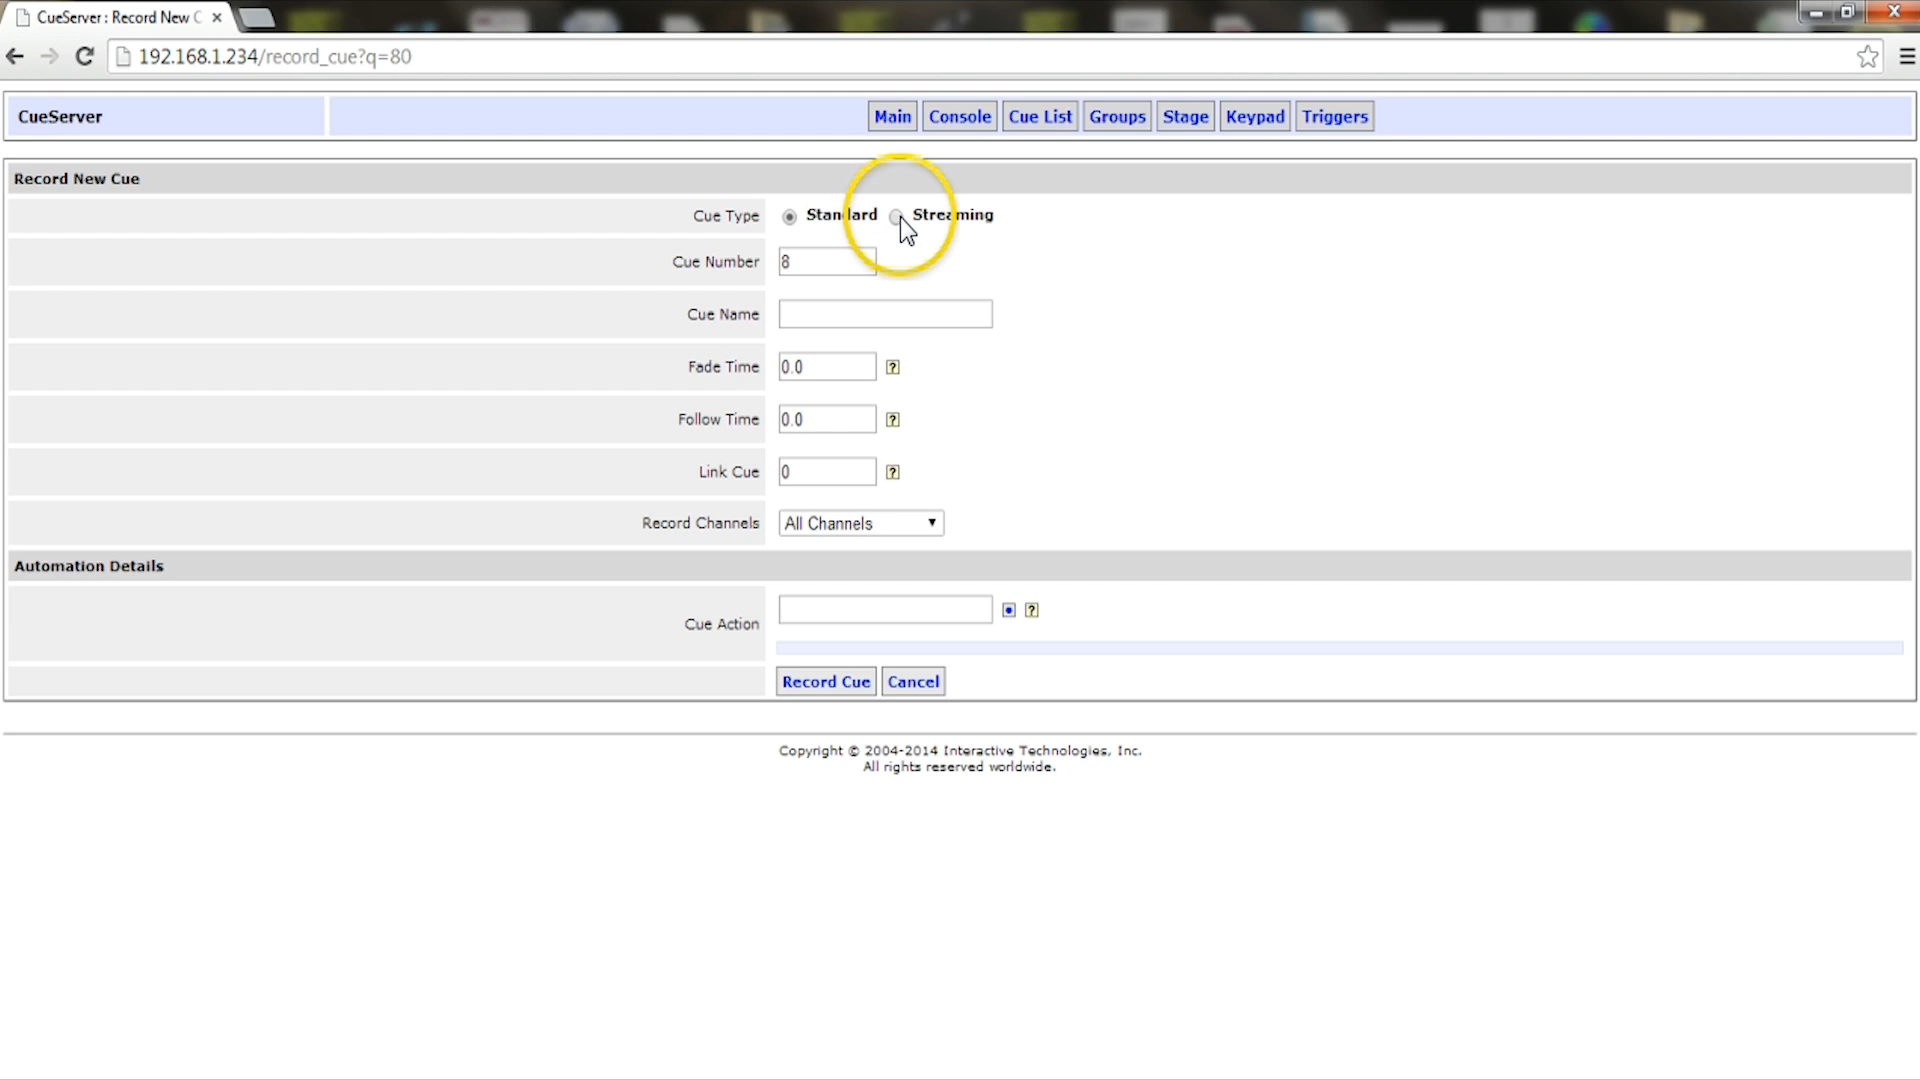 CueServer : Record New C
192.168.1.234/record_cue?q=80
CueServer
Main Console Cue List Groups Stage Keypad Triggers
Record New Cue
Cue Type Standard Streaming
Cue Number 8
Cue Name
Fade Time 0.0 ?
Follow Time 0.0 ?
Link Cue 0 ?
Record Channels All Channels
Automation Details
Cue Action ?
Record Cue Cancel
Copyright © 2004-2014 Interactive Technologies, Inc.
All rights reserved worldwide.